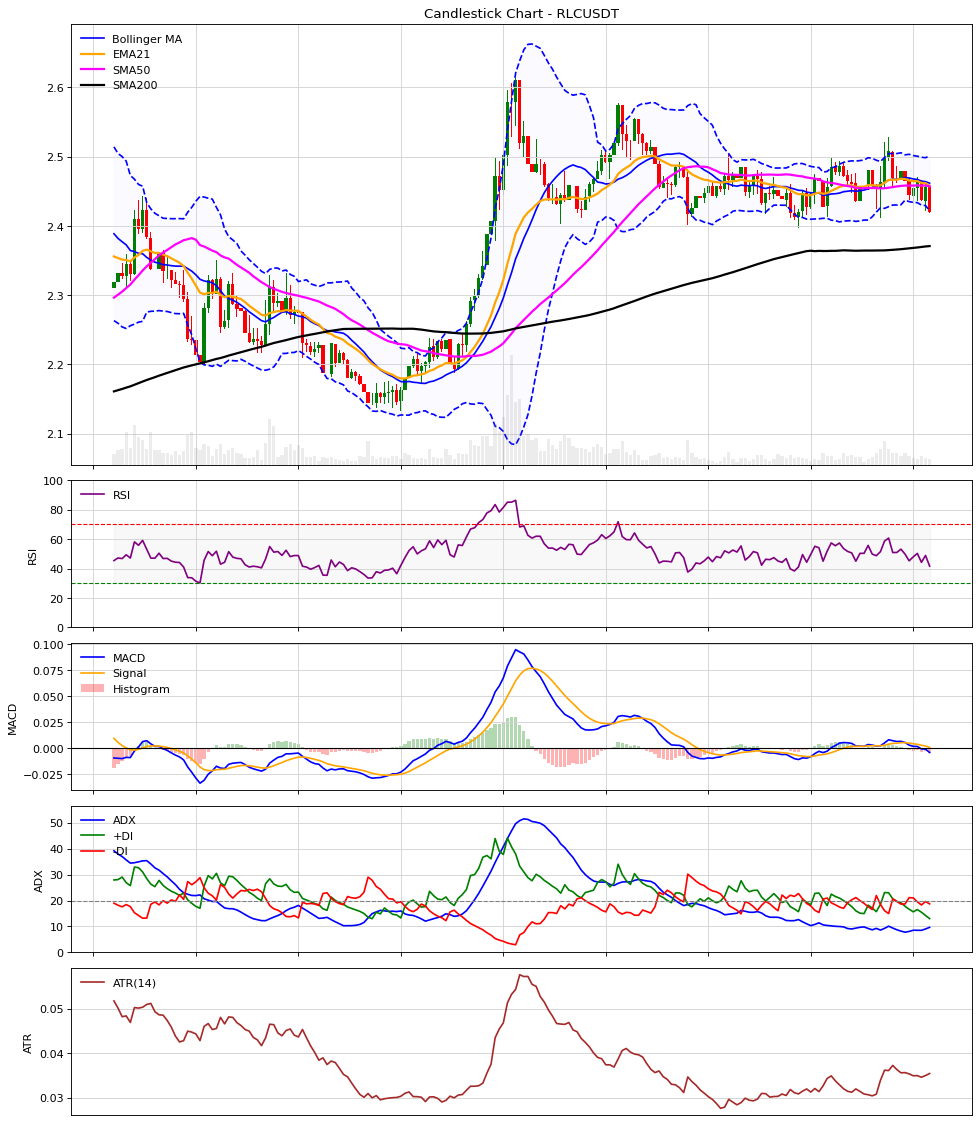 Candlestick Chart - RLCUSDT
Bollinger MA
EMA21
SMA50
SMA200
2.6
2.5
2.4
2.3
2.2
2.1
RSI
100
80
60
40
20
0
RSI
MACD
Signal
Histogram
0.100
0.075
0.050
0.025
0.000
−0.025
MACD
ADX
+DI
-DI
50
40
30
20
10
0
ADX
ATR(14)
0.05
0.04
0.03
ATR